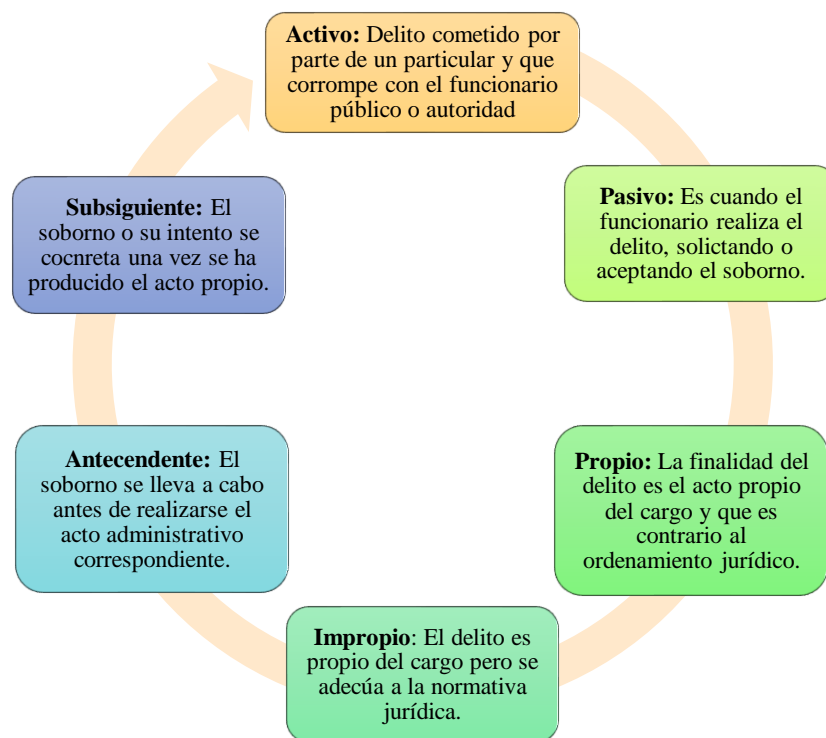 Activo: Delito cometido por
parte de un particular y que
corrompe con el funcionario
público o autoridad
Pasivo: Es cuando el
funcionario realiza el
delito, solictando o
aceptando el soborno.
Propio: La finalidad del
delito es el acto propio
del cargo y que es
contrario al
ordenamiento jurídico.
Impropio: El delito es
propio del cargo pero se
adecúa a la normativa
jurídica.
Antecendente: El
soborno se lleva a cabo
antes de realizarse el
acto administrativo
correspondiente.
Subsiguiente: El
soborno o su intento se
cocnreta una vez se ha
producido el acto propio.